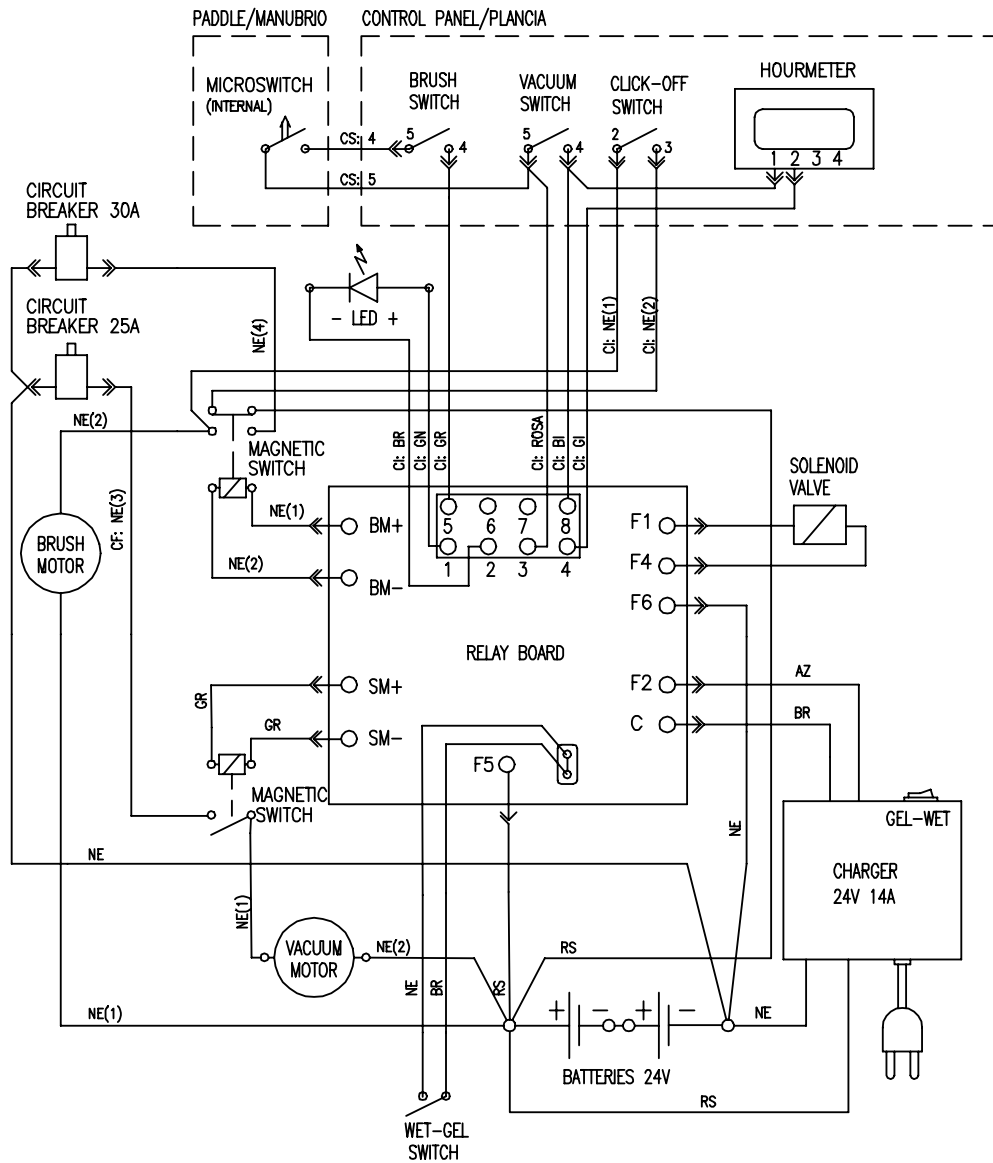 PADDLE/MANUBRIO
CONTROL PANEL/PLANCIA
MICROSWITCH
(INTERNAL)
BRUSH
SWITCH
VACUUM
SWITCH
CLICK-OFF
SWITCH
HOURMETER
CS: 4
5
4
5
4
2
3
1 2 3 4
CS: 5
CIRCUIT
BREAKER 30A
CIRCUIT
BREAKER 25A
- LED +
NE(4)
CI: NE(1)
CI: NE(2)
NE(2)
MAGNETIC
SWITCH
CI: BR
CI: GN
CI: GR
CI: ROSA
CI: BI
CI: GI
SOLENOID
VALVE
CF: NE(3)
NE(1)
BM+
5 6 7 8
1 2 3 4
F1
BRUSH
MOTOR
NE(2)
BM-
F4
F6
RELAY BOARD
GR
SM+
F2
AZ
GR
SM-
C
BR
F5
MAGNETIC
SWITCH
NE
GEL-WET
NE
CHARGER
24V 14A
NE(1)
VACUUM
MOTOR
NE(2)
NE
BR
RS
RS
NE(1)
+ - + -
NE
BATTERIES 24V
RS
WET-GEL
SWITCH